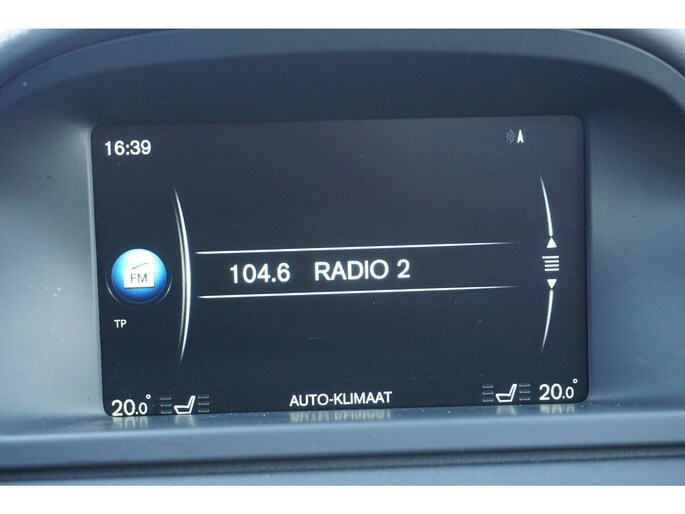 16:39
FM
104.6 RADIO 2
TP
20.0° AUTO-KLIMAAT 20.0°